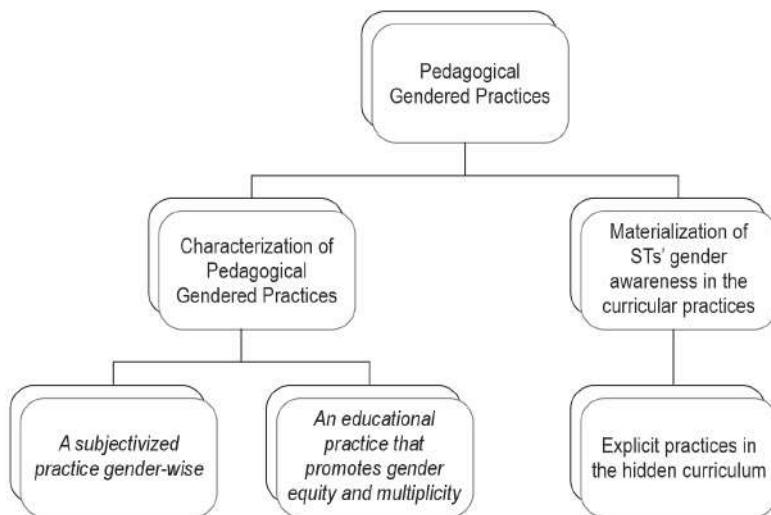 Pedagogical
Gendered Practices
Characterization of
Pedagogical
Gendered Practices
Materialization of
STs' gender
awareness in the
curricular practices
A subjectivized
practice gender-wise
An educational
practice that
promotes gender
equity and multiplicity
Explicit practices in
the hidden curriculum